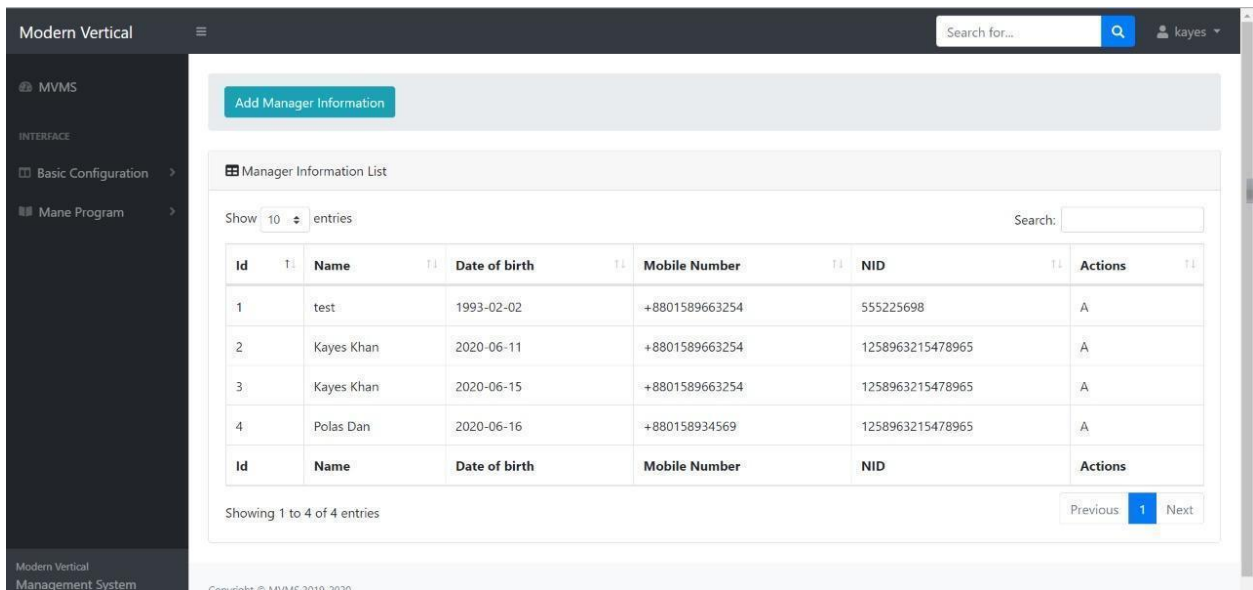 Modern Vertical
Search for...
kayes
MVMS
INTERFACE
Basic Configuration
Mane Program
Add Manager Information
Manager Information List
Show 10 entries
Search:
Id Name Date of birth Mobile Number NID Actions
1 test 1993-02-02 +8801589663254 555225698 A
2 Kayes Khan 2020-06-11 +8801589663254 1258963215478965 A
3 Kayes Khan 2020-06-15 +8801589663254 1258963215478965 A
4 Polas Dan 2020-06-16 +880158934569 1258963215478965 A
Id Name Date of birth Mobile Number NID Actions
Showing 1 to 4 of 4 entries
Previous 1 Next
Modern Vertical
Management System
Copyright © MVMS 2019-2020